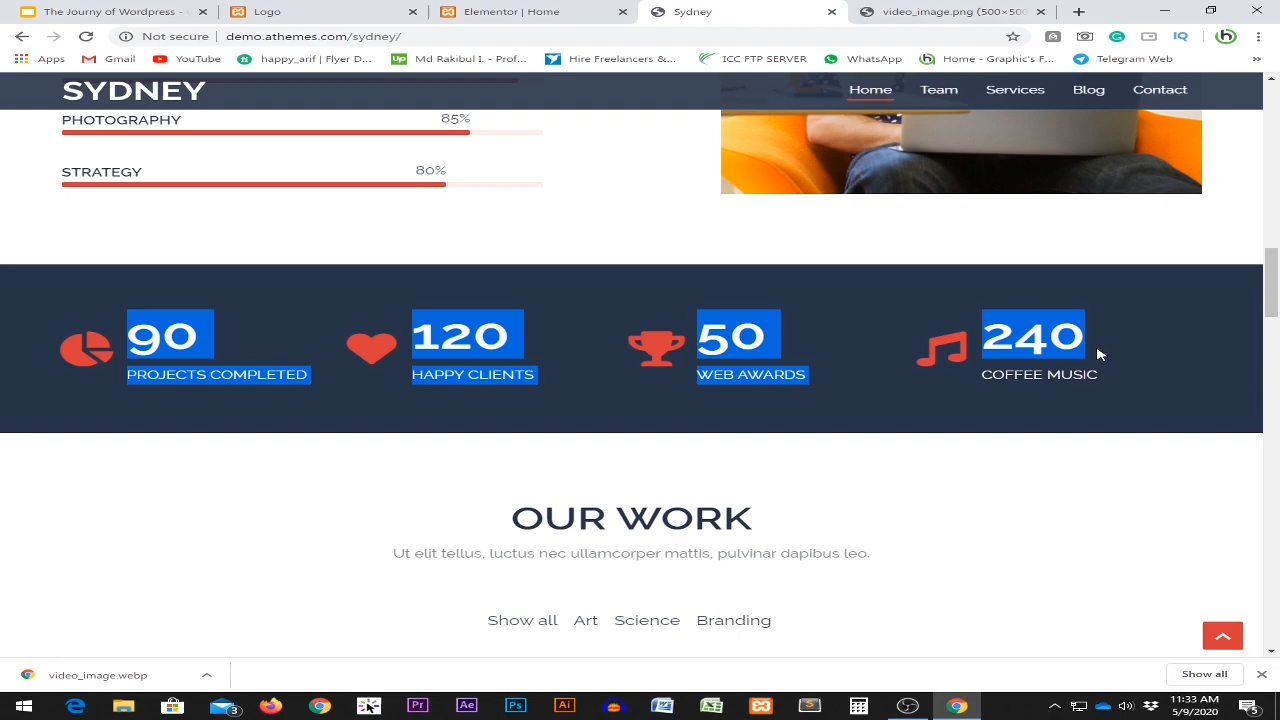 The Journy of Wordpress -
Logo
Elementor | Home
Sydney
video_image.png (500×500
Not secure | demo.athemes.com/sydney/
Apps
Gmail
YouTube
happy_arif | Flyer D...
Md Rakibul I. - Prof...
Hire Freelancers &...
ICC FTP SERVER
WhatsApp
Home - Graphic's F...
Telegram Web
»
SYDNEY
Home
Team
Services
Blog
Contact
PHOTOGRAPHY
85%
STRATEGY
80%
90
PROJECTS COMPLETED
120
HAPPY CLIENTS
50
WEB AWARDS
240
COFFEE MUSIC
OUR WORK
Ut elit tellus, luctus nec ullamcorper mattis, pulvinar dapibus leo.
Show all Art Science Branding
video_image.webp
Show all
11:33 AM
5/9/2020